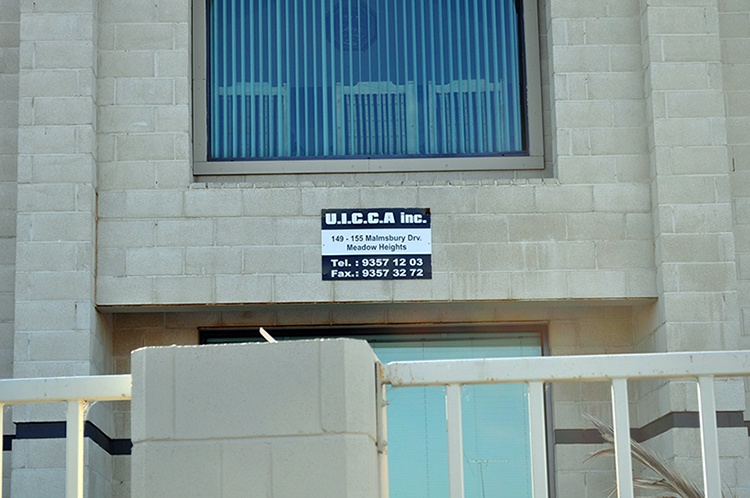 U.I.C.C.A inc.
149 - 155 Malmsbury Drv.
Meadow Heights
Tel. : 9357 12 03
Fax.: 9357 32 72